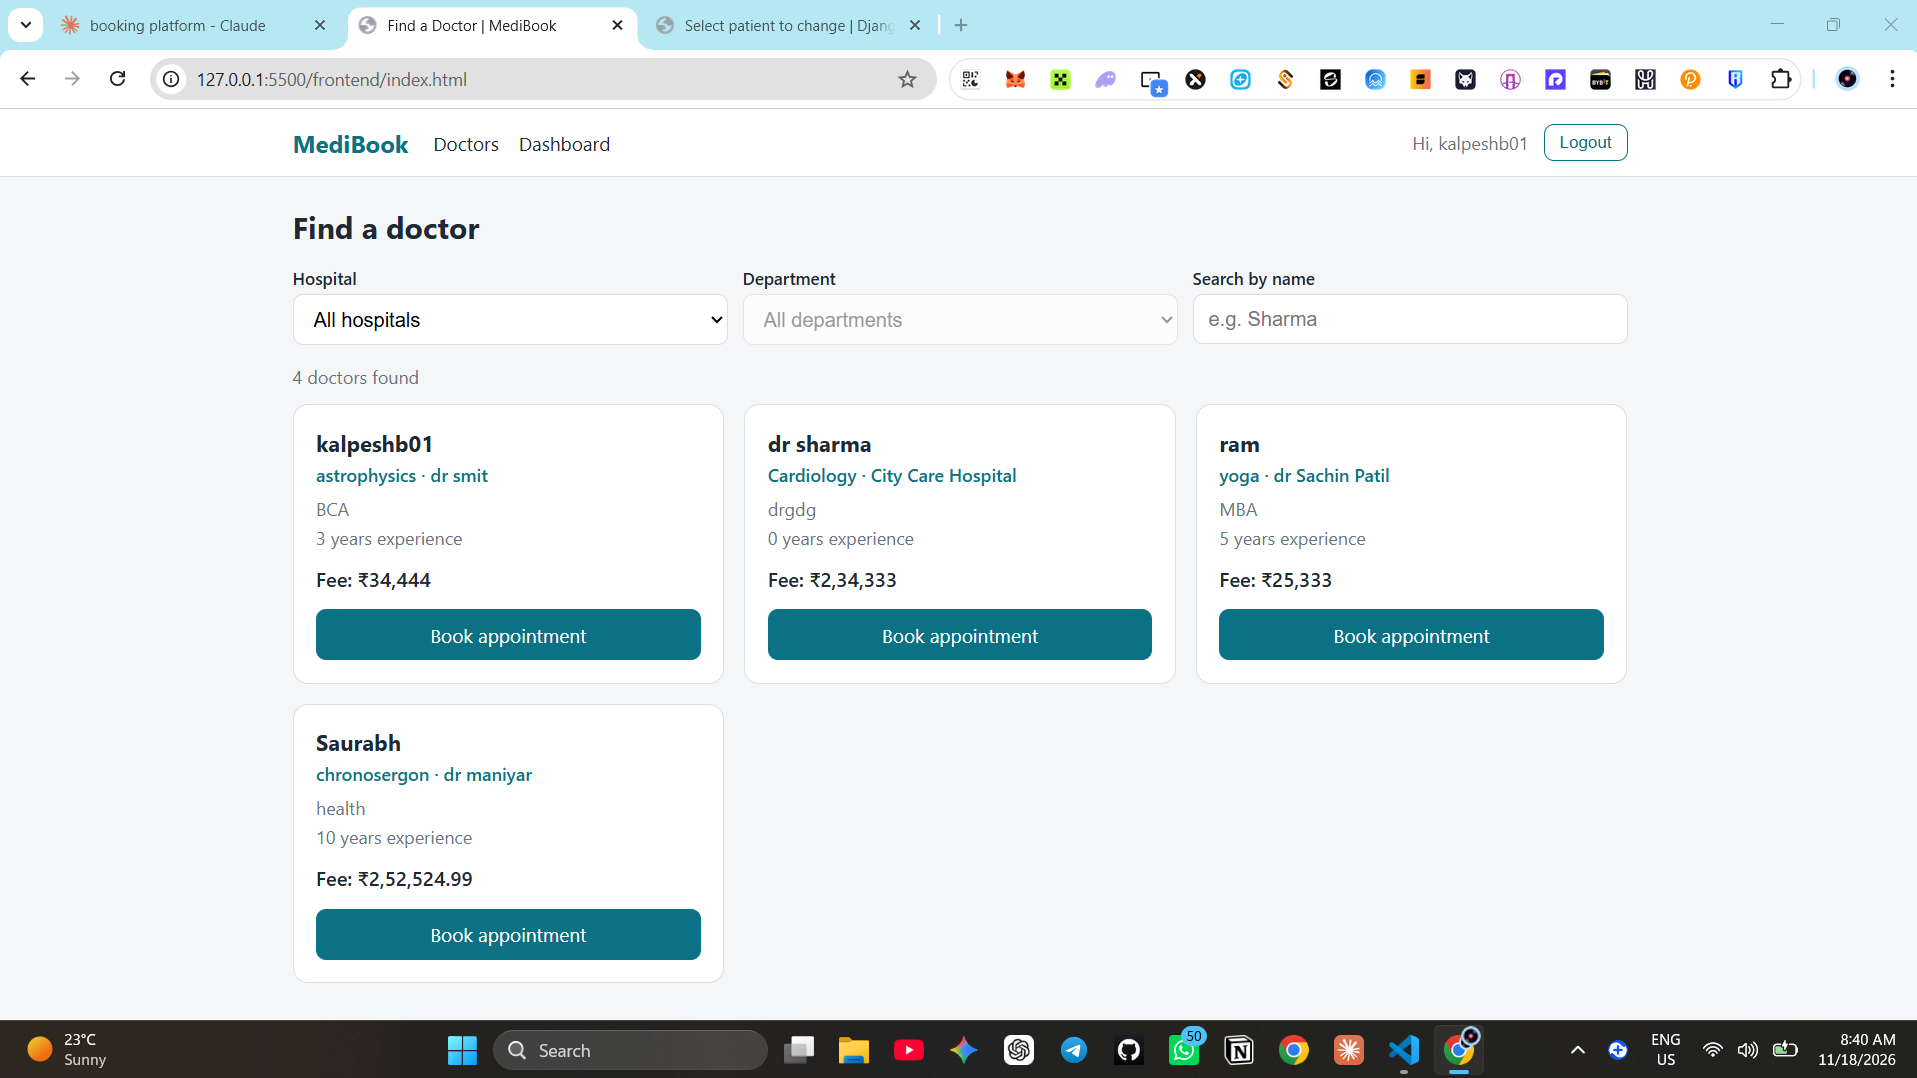 booking platform - Claude
Find a Doctor | MediBook
Select patient to change | Djang
127.0.0.1:5500/frontend/index.html
MediBook
Doctors
Dashboard
Hi, kalpeshb01
Logout
Find a doctor
Hospital
Department
Search by name
All hospitals
All departments
e.g. Sharma
4 doctors found
kalpeshb01
astrophysics · dr smit
BCA
3 years experience
Fee: ₹34,444
Book appointment
dr sharma
Cardiology · City Care Hospital
drgdg
0 years experience
Fee: ₹2,34,333
Book appointment
ram
yoga · dr Sachin Patil
MBA
5 years experience
Fee: ₹25,333
Book appointment
Saurabh
chronosergon · dr maniyar
health
10 years experience
Fee: ₹2,52,524.99
Book appointment
23°C
Sunny
Search
50
ENG
US
8:40 AM
11/18/2026